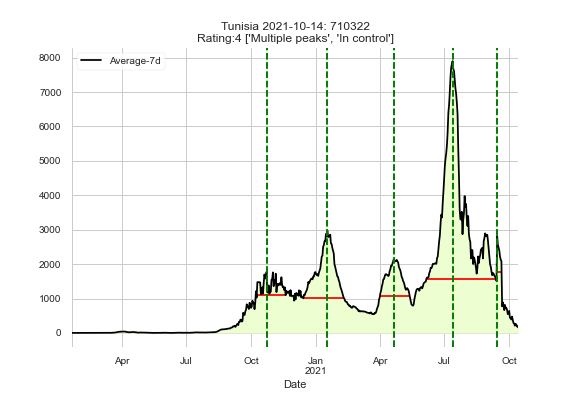 Tunisia 2021-10-14: 710322
Rating:4 ['Multiple peaks', 'In control']
Average-7d
8000
7000
6000
5000
4000
3000
2000
1000
0
Apr Jul Oct Jan Apr Jul Oct
2021
Date